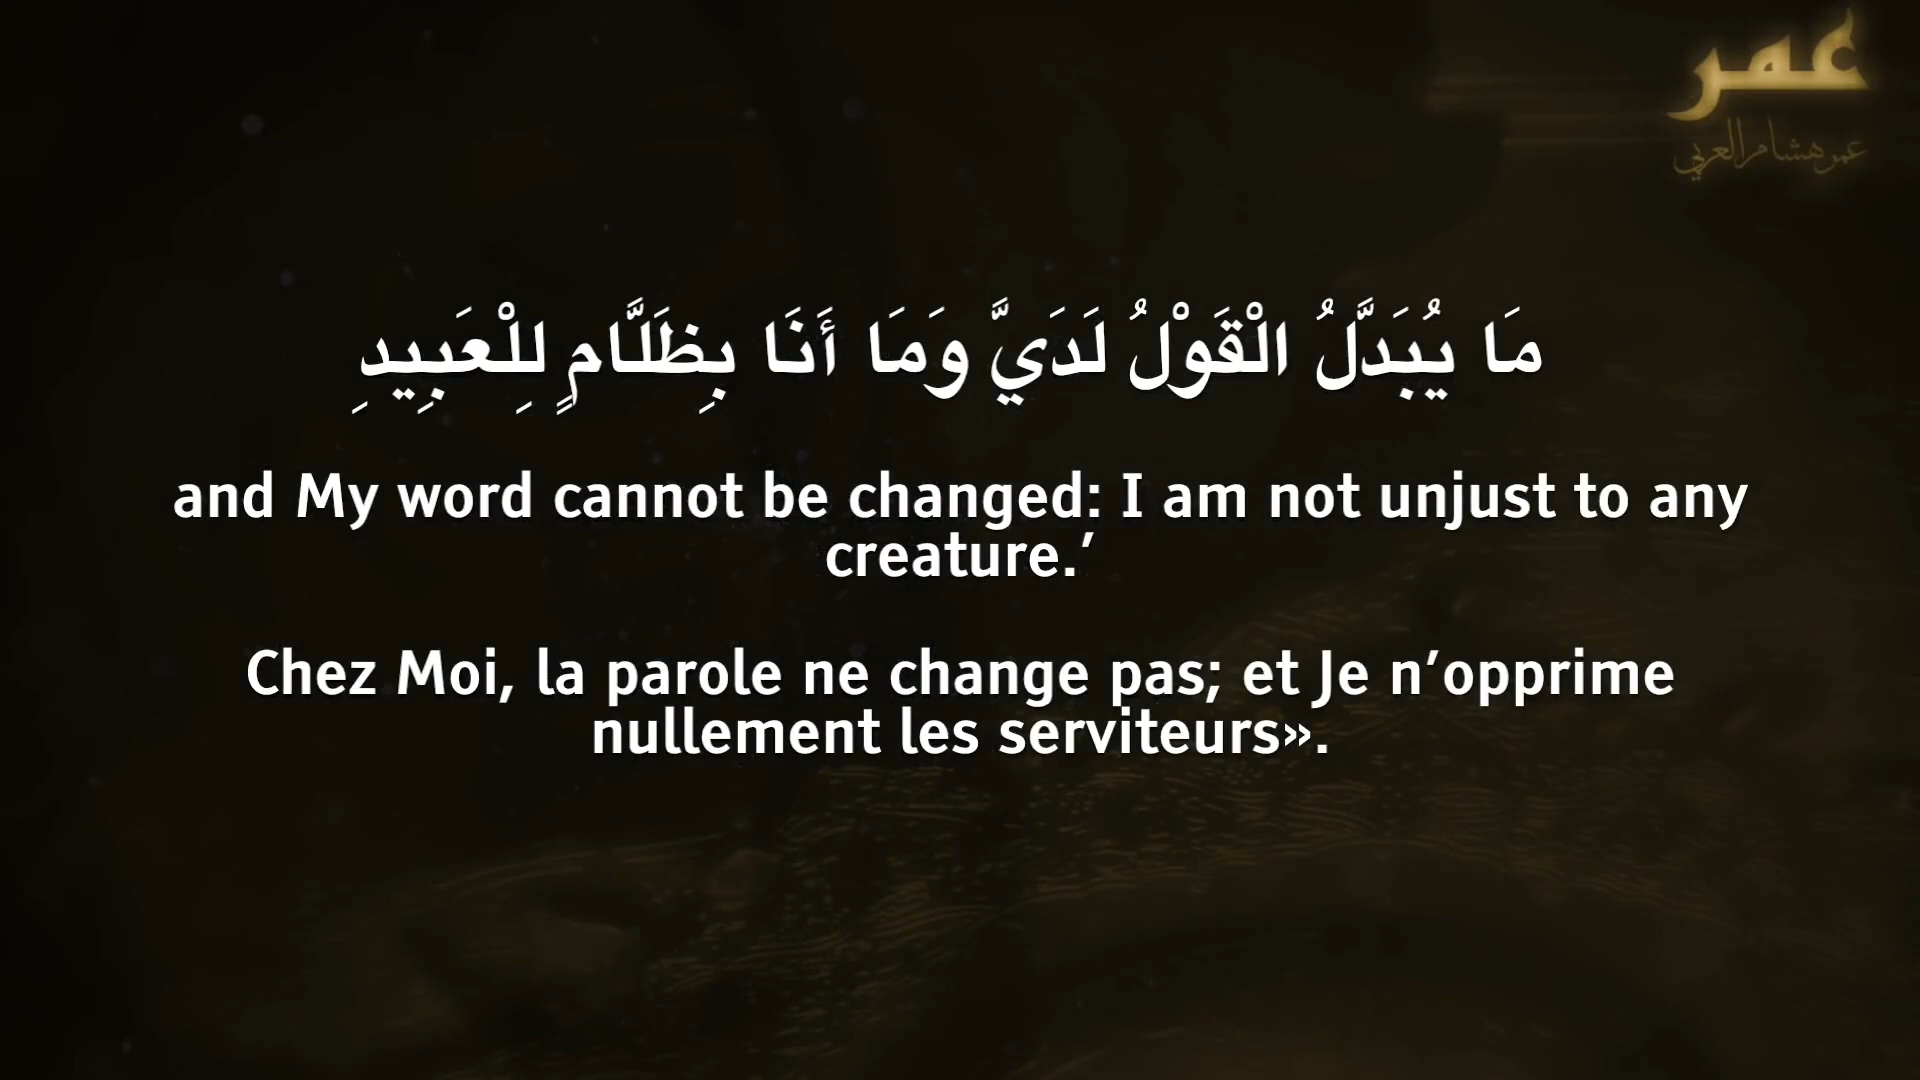 عمر
عمر هشام العربي
مَا يُبَدَّلُ الْقَوْلُ لَدَيَّ وَمَا أَنَا بِظَلَّامٍ لِلْعَبِيدِ
and My word cannot be changed: I am not unjust to any
creature.’
Chez Moi, la parole ne change pas; et Je n’opprime
nullement les serviteurs».